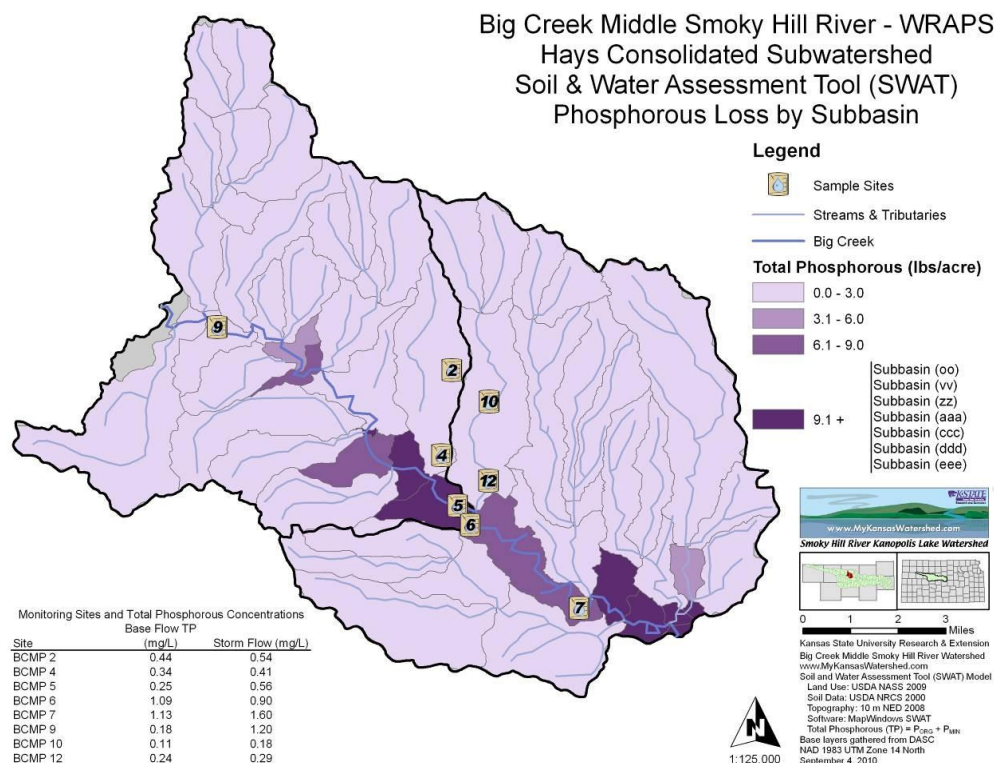 Big Creek Middle Smoky Hill River - WRAPS
Hays Consolidated Subwatershed
Soil & Water Assessment Tool (SWAT)
Phosphorous Loss by Subbasin
Legend
Sample Sites
Streams & Tributaries
Big Creek
Total Phosphorous (lbs/acre)
0.0 - 3.0
3.1 - 6.0
6.1 - 9.0
9.1 +
Subbasin (oo)
Subbasin (vv)
Subbasin (zz)
Subbasin (aaa)
Subbasin (ccc)
Subbasin (ddd)
Subbasin (eee)
9
2
10
4
12
5
6
7
K-STATE
www.MyKansasWatershed.com
Smoky Hill River Kanopolis Lake Watershed
0 1 2 3
Miles
Kansas State University Research & Extension
Big Creek Middle Smoky Hill River Watershed
www.MyKansasWatershed.com
Soil and Water Assessment Tool (SWAT) Model
Land Use: USDA NASS 2009
Soil Data: USDA NRCS 2000
Topography: 10 m NED 2008
Software: MapWindows SWAT
Total Phosphorous (TP) = PORG + PMIN
Base layers gathered from DASC
NAD 1983 UTM Zone 14 North
September 4, 2010
N
1:125,000
Monitoring Sites and Total Phosphorous Concentrations
Base Flow TP
Site (mg/L) Storm Flow (mg/L)
BCMP 2 0.44 0.54
BCMP 4 0.34 0.41
BCMP 5 0.25 0.56
BCMP 6 1.09 0.90
BCMP 7 1.13 1.60
BCMP 9 0.18 1.20
BCMP 10 0.11 0.18
BCMP 12 0.24 0.29